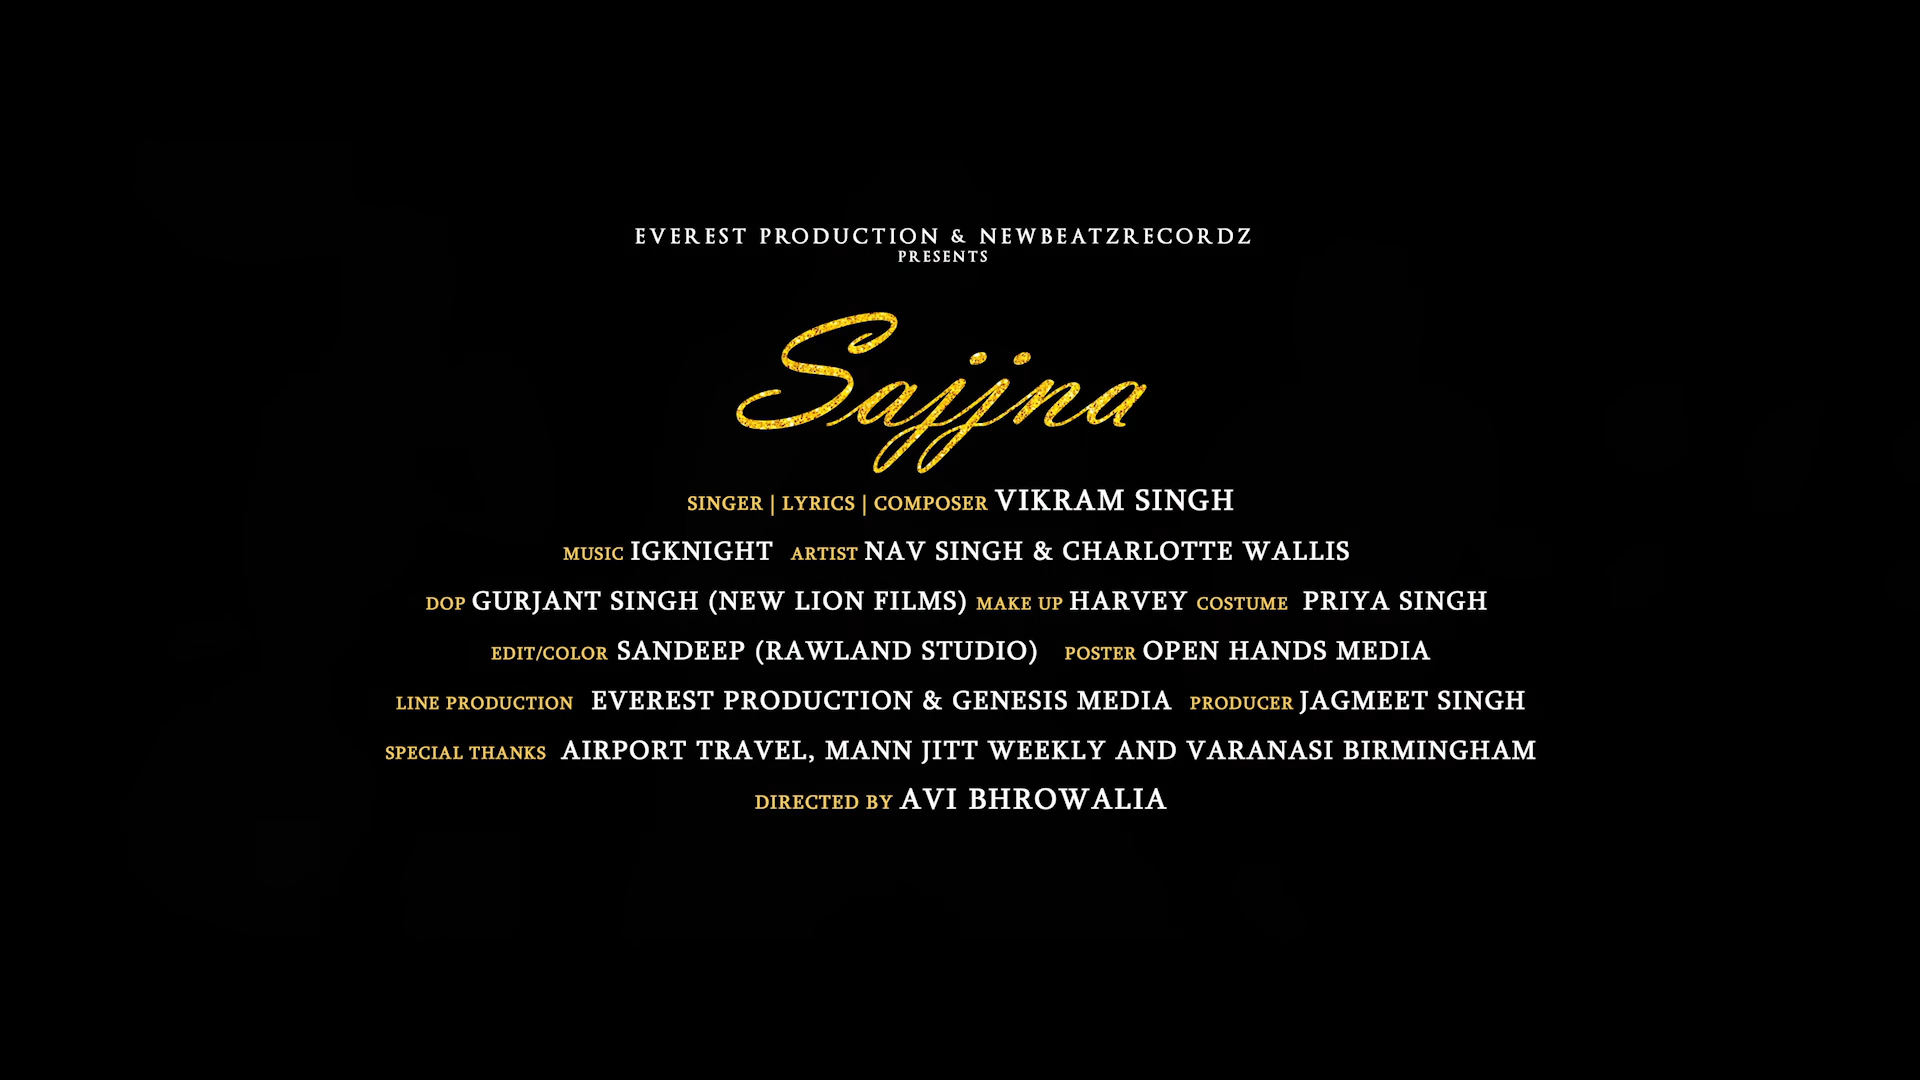 EVEREST PRODUCTION & NEWBEATZRECORDZ
PRESENTS
Sajjna
SINGER | LYRICS | COMPOSER VIKRAM SINGH
MUSIC IGKNIGHT ARTIST NAV SINGH & CHARLOTTE WALLIS
DOP GURJANT SINGH (NEW LION FILMS) MAKE UP HARVEY COSTUME PRIYA SINGH
EDIT/COLOR SANDEEP (RAWLAND STUDIO) POSTER OPEN HANDS MEDIA
LINE PRODUCTION EVEREST PRODUCTION & GENESIS MEDIA PRODUCER JAGMEET SINGH
SPECIAL THANKS AIRPORT TRAVEL, MANN JITT WEEKLY AND VARANASI BIRMINGHAM
DIRECTED BY AVI BHROWALIA